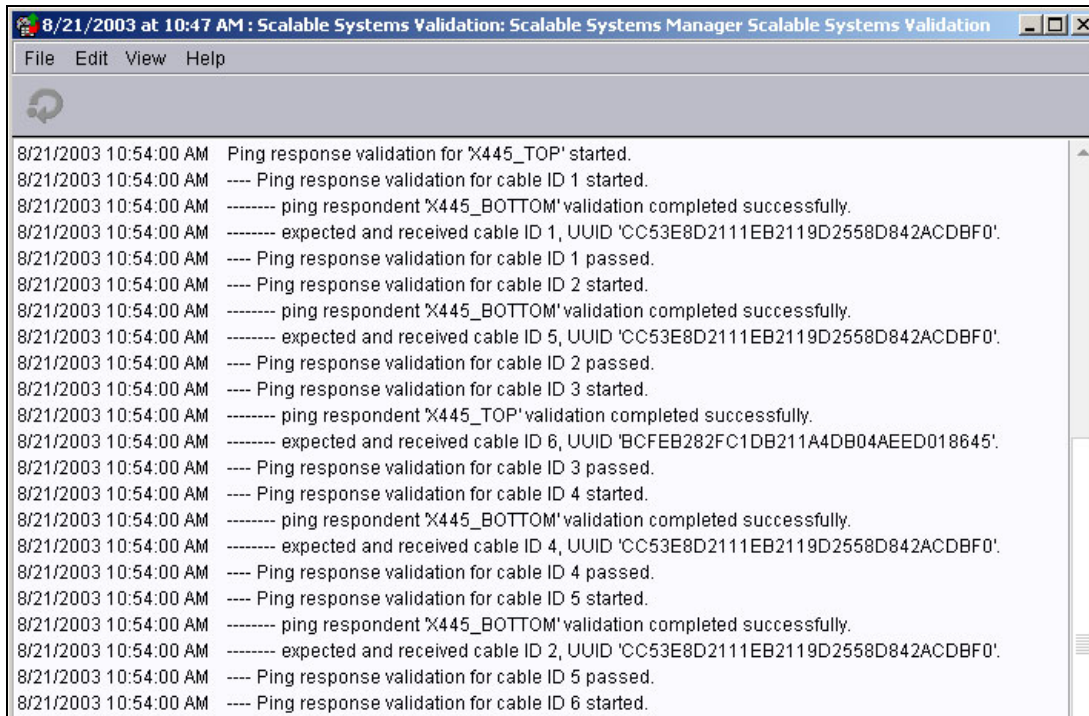 8/21/2003 at 10:47 AM : Scalable Systems Validation: Scalable Systems Manager Scalable Systems Validation
File Edit View Help
8/21/2003 10:54:00 AM Ping response validation for 'X445_TOP' started.
8/21/2003 10:54:00 AM ---- Ping response validation for cable ID 1 started.
8/21/2003 10:54:00 AM -------- ping respondent 'X445_BOTTOM' validation completed successfully.
8/21/2003 10:54:00 AM -------- expected and received cable ID 1, UUID 'CC53E8D2111EB2119D2558D842ACDBF0'.
8/21/2003 10:54:00 AM ---- Ping response validation for cable ID 1 passed.
8/21/2003 10:54:00 AM ---- Ping response validation for cable ID 2 started.
8/21/2003 10:54:00 AM -------- ping respondent 'X445_BOTTOM' validation completed successfully.
8/21/2003 10:54:00 AM -------- expected and received cable ID 5, UUID 'CC53E8D2111EB2119D2558D842ACDBF0'.
8/21/2003 10:54:00 AM ---- Ping response validation for cable ID 2 passed.
8/21/2003 10:54:00 AM ---- Ping response validation for cable ID 3 started.
8/21/2003 10:54:00 AM -------- ping respondent 'X445_TOP' validation completed successfully.
8/21/2003 10:54:00 AM -------- expected and received cable ID 6, UUID 'BCFEB282FC1DB211A4DB04AEED018645'.
8/21/2003 10:54:00 AM ---- Ping response validation for cable ID 3 passed.
8/21/2003 10:54:00 AM ---- Ping response validation for cable ID 4 started.
8/21/2003 10:54:00 AM -------- ping respondent 'X445_BOTTOM' validation completed successfully.
8/21/2003 10:54:00 AM -------- expected and received cable ID 4, UUID 'CC53E8D2111EB2119D2558D842ACDBF0'.
8/21/2003 10:54:00 AM ---- Ping response validation for cable ID 4 passed.
8/21/2003 10:54:00 AM ---- Ping response validation for cable ID 5 started.
8/21/2003 10:54:00 AM -------- ping respondent 'X445_BOTTOM' validation completed successfully.
8/21/2003 10:54:00 AM -------- expected and received cable ID 2, UUID 'CC53E8D2111EB2119D2558D842ACDBF0'.
8/21/2003 10:54:00 AM ---- Ping response validation for cable ID 5 passed.
8/21/2003 10:54:00 AM ---- Ping response validation for cable ID 6 started.